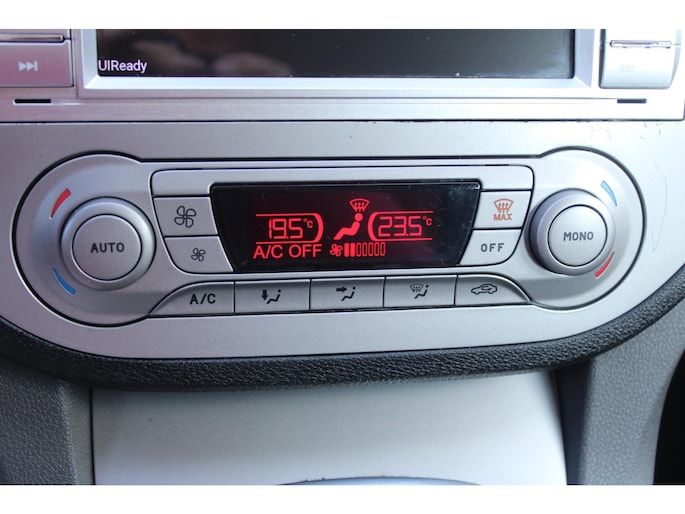 UIReady
19.5°C 23.5°C
MAX
AUTO
MONO
A/C OFF
OFF
A/C